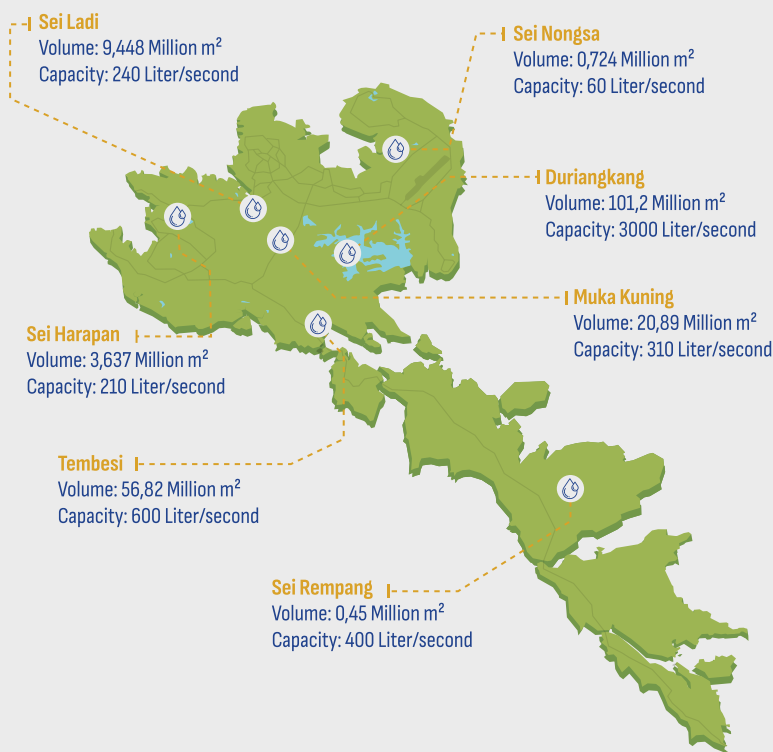 Sei Ladi
Volume: 9,448 Million m²
Capacity: 240 Liter/second
Sei Nongsa
Volume: 0,724 Million m²
Capacity: 60 Liter/second
Duriangkang
Volume: 101,2 Million m²
Capacity: 3000 Liter/second
Muka Kuning
Volume: 20,89 Million m²
Capacity: 310 Liter/second
Sei Harapan
Volume: 3,637 Million m²
Capacity: 210 Liter/second
Tembesi
Volume: 56,82 Million m²
Capacity: 600 Liter/second
Sei Rempang
Volume: 0,45 Million m²
Capacity: 400 Liter/second